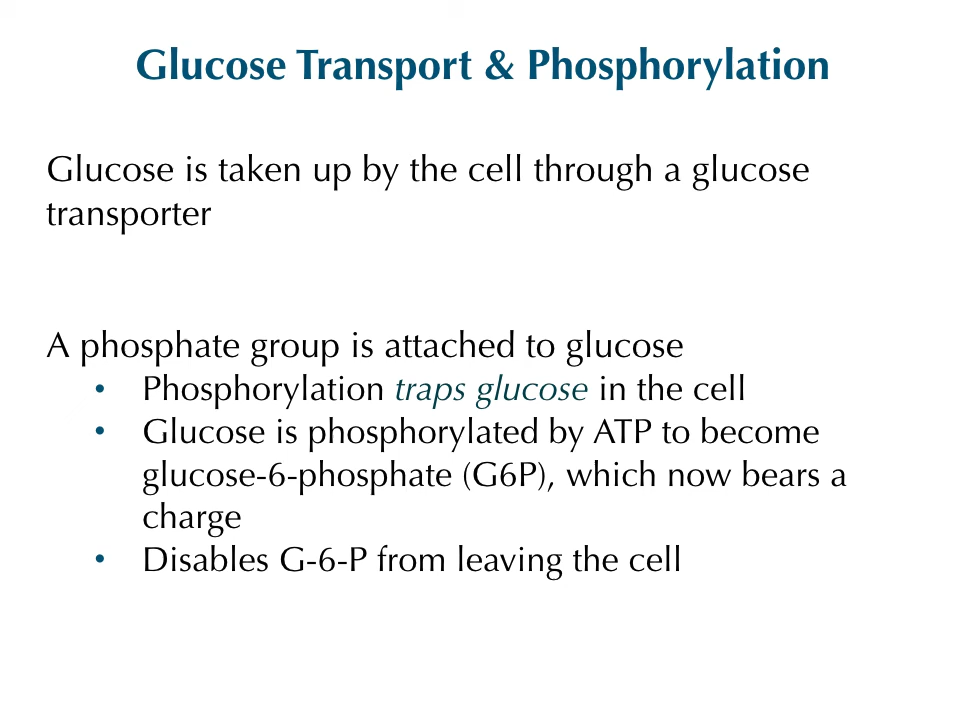 Glucose Transport & Phosphorylation
Glucose is taken up by the cell through a glucose
transporter
A phosphate group is attached to glucose
• Phosphorylation traps glucose in the cell
• Glucose is phosphorylated by ATP to become
glucose-6-phosphate (G6P), which now bears a
charge
• Disables G-6-P from leaving the cell